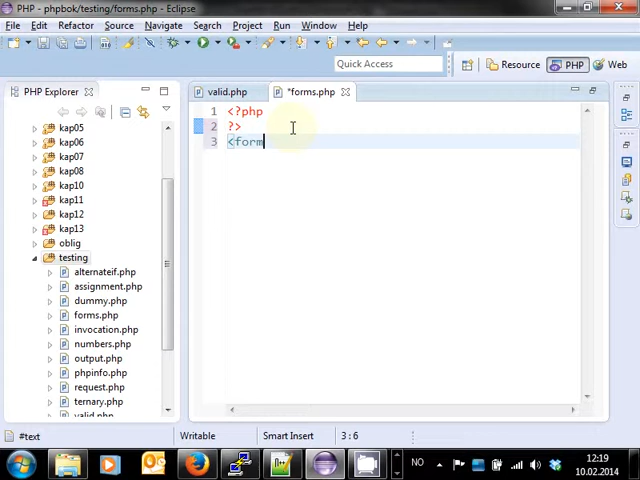 PHP - phpbok/testing/forms.php - Eclipse
File Edit Refactor Source Navigate Search Project Run Window Help
Quick Access
Resource PHP Web
PHP Explorer
valid.php *forms.php
1 <?php
2 ?>
3 <form
kap05
kap06
kap07
kap08
kap10
kap11
kap12
kap13
oblig
testing
alternateif.php
assignment.php
dummy.php
forms.php
invocation.php
numbers.php
output.php
phpinfo.php
request.php
ternary.php
valid.php
#text Writable Smart Insert 3 : 6
NO 12:19
10.02.2014